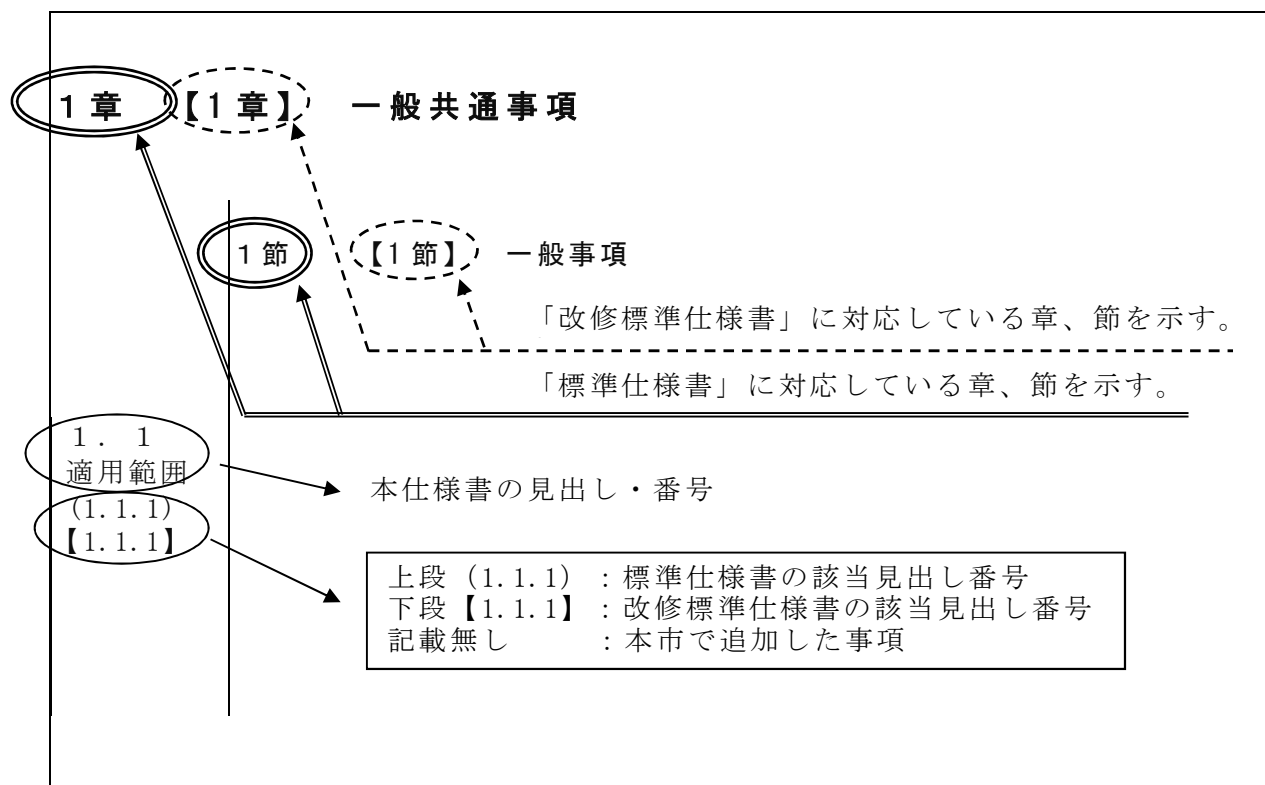 1章 【1章】 一般共通事項
1節 【1節】 一般事項
「改修標準仕様書」に対応している章、節を示す。
「標準仕様書」に対応している章、節を示す。
1. 1
適用範囲
(1.1.1)
【1.1.1】
本仕様書の見出し・番号
上段(1.1.1):標準仕様書の該当見出し番号
下段【1.1.1】:改修標準仕様書の該当見出し番号
記載無し :本市で追加した事項